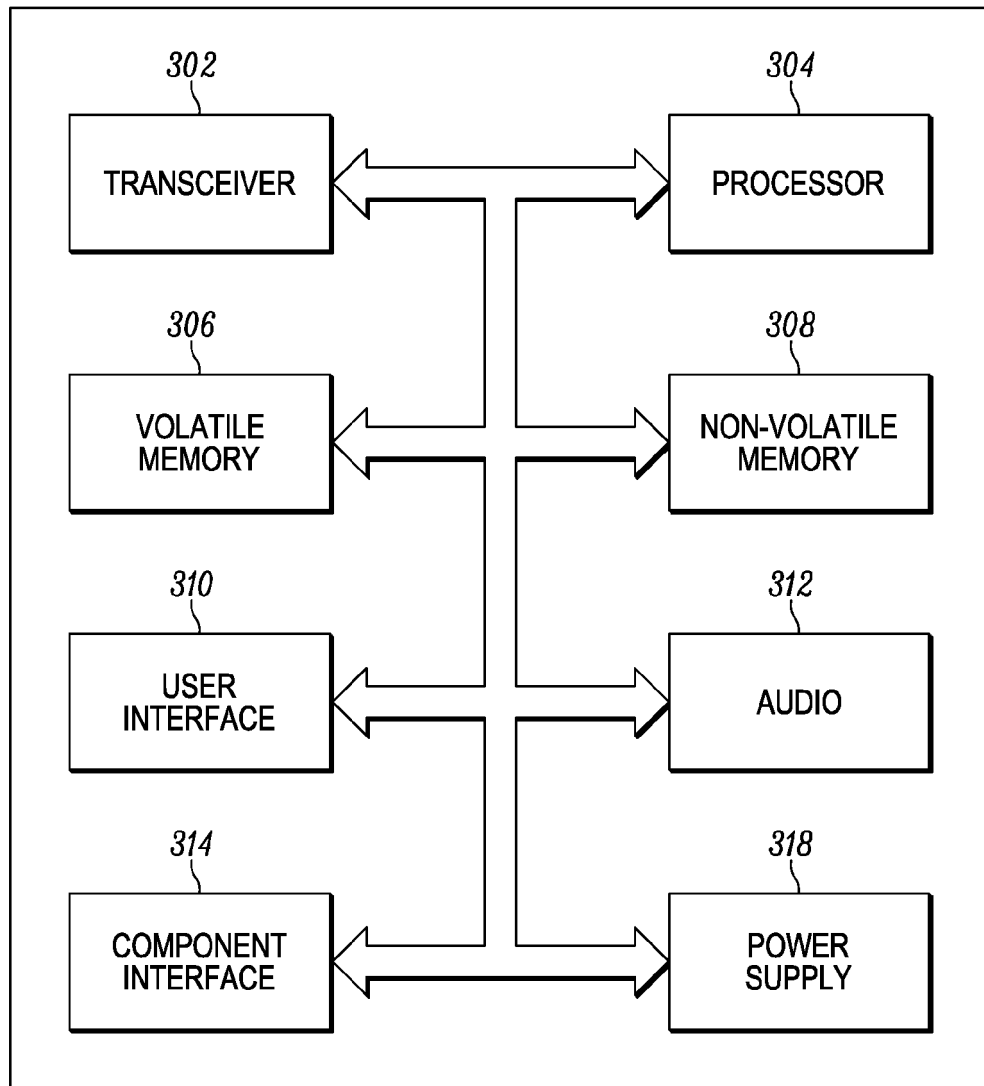 302
304
TRANSCEIVER
PROCESSOR
306
308
VOLATILE
MEMORY
NON-VOLATILE
MEMORY
310
312
USER
INTERFACE
AUDIO
314
318
COMPONENT
INTERFACE
POWER
SUPPLY